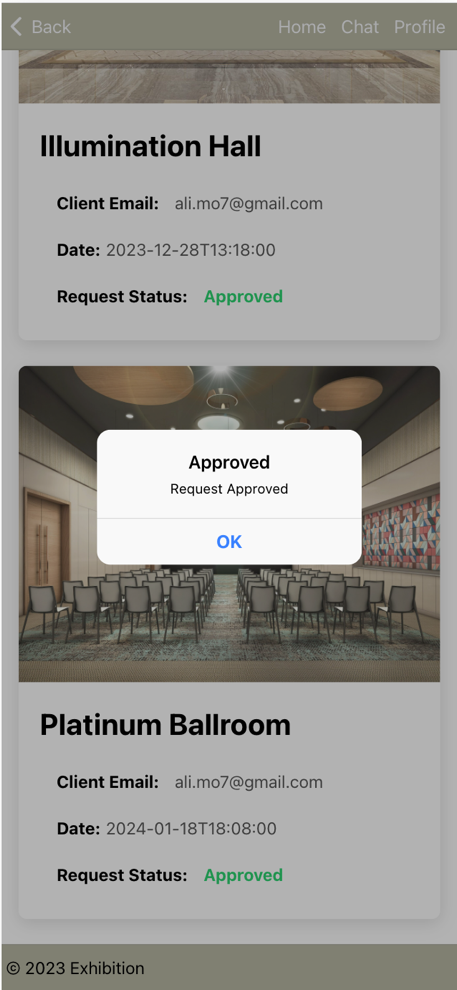 Back Home Chat Profile
Illumination Hall
Client Email: ali.mo7@gmail.com
Date: 2023-12-28T13:18:00
Request Status: Approved
Approved
Request Approved
OK
Platinum Ballroom
Client Email: ali.mo7@gmail.com
Date: 2024-01-18T18:08:00
Request Status: Approved
© 2023 Exhibition